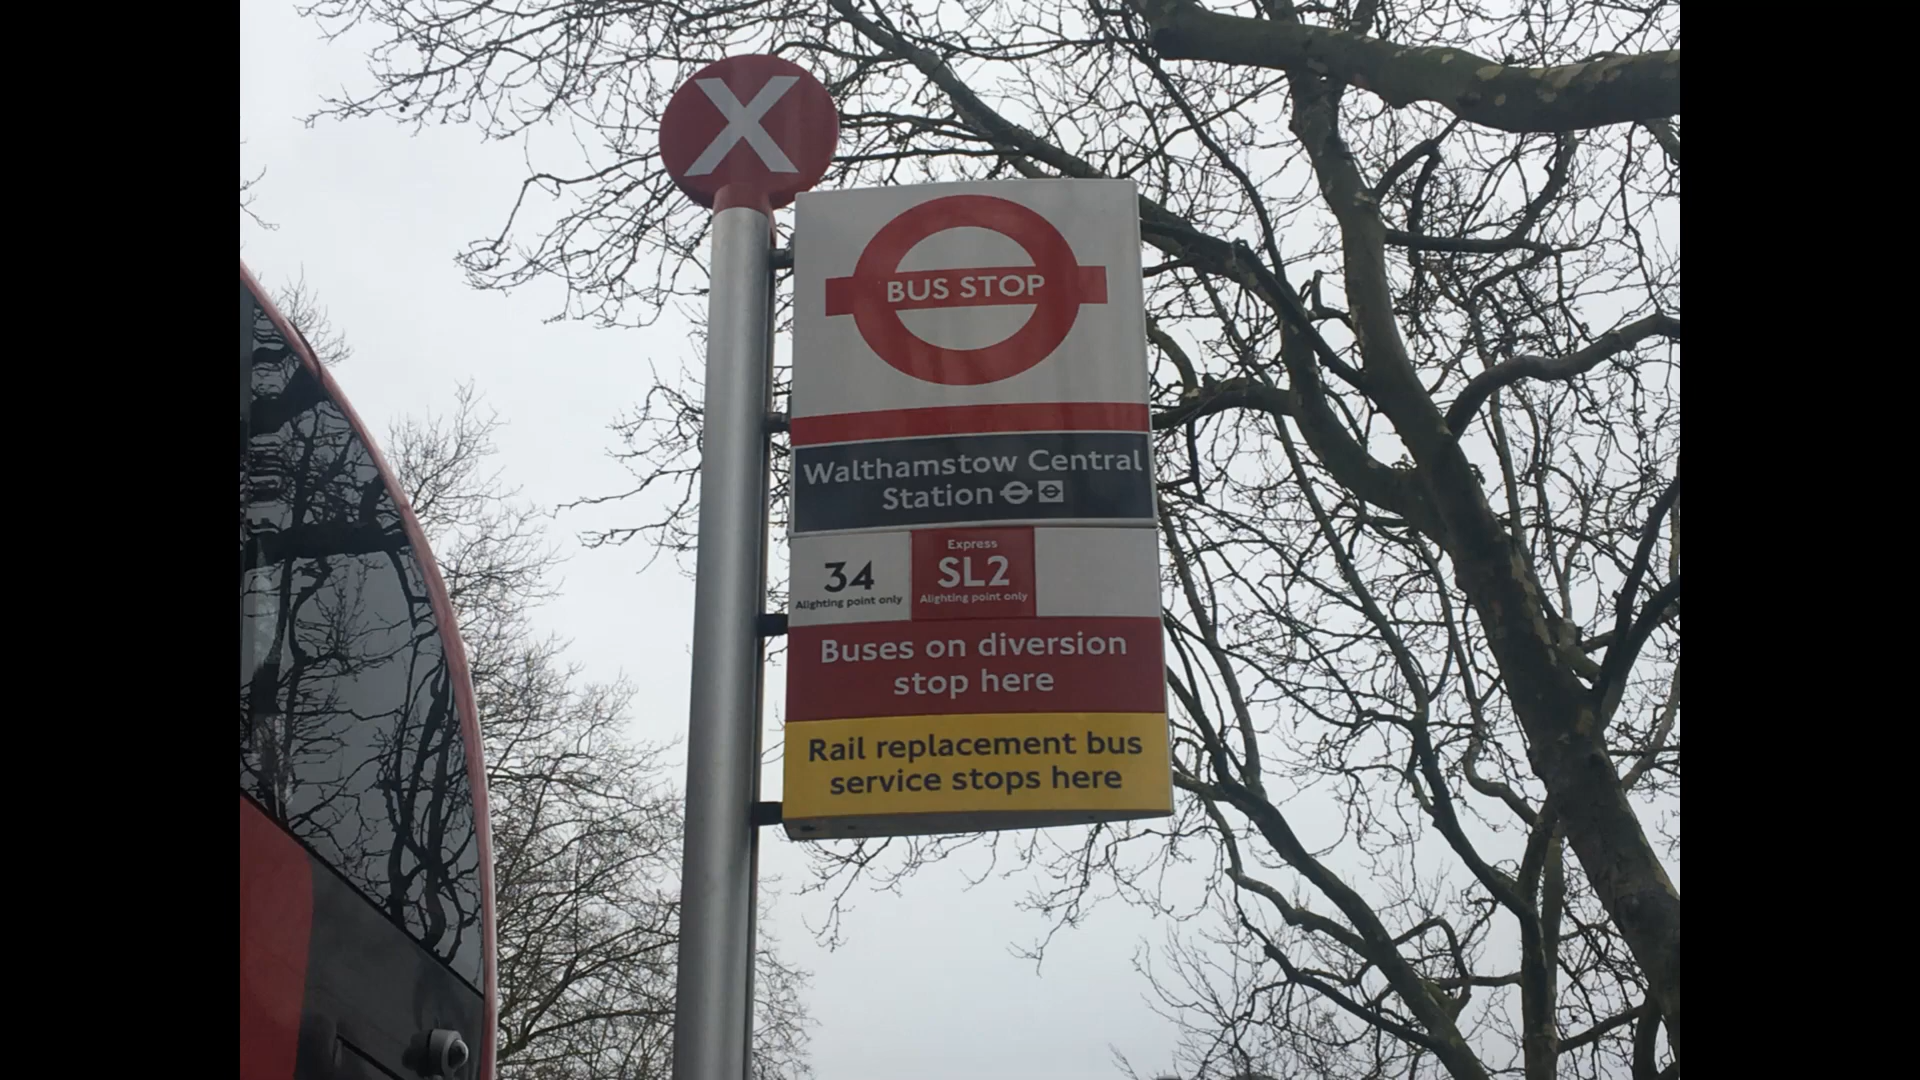 X
BUS STOP
Walthamstow Central
Station
34
Alighting point only
Express
SL2
Alighting point only
Buses on diversion
stop here
Rail replacement bus
service stops here